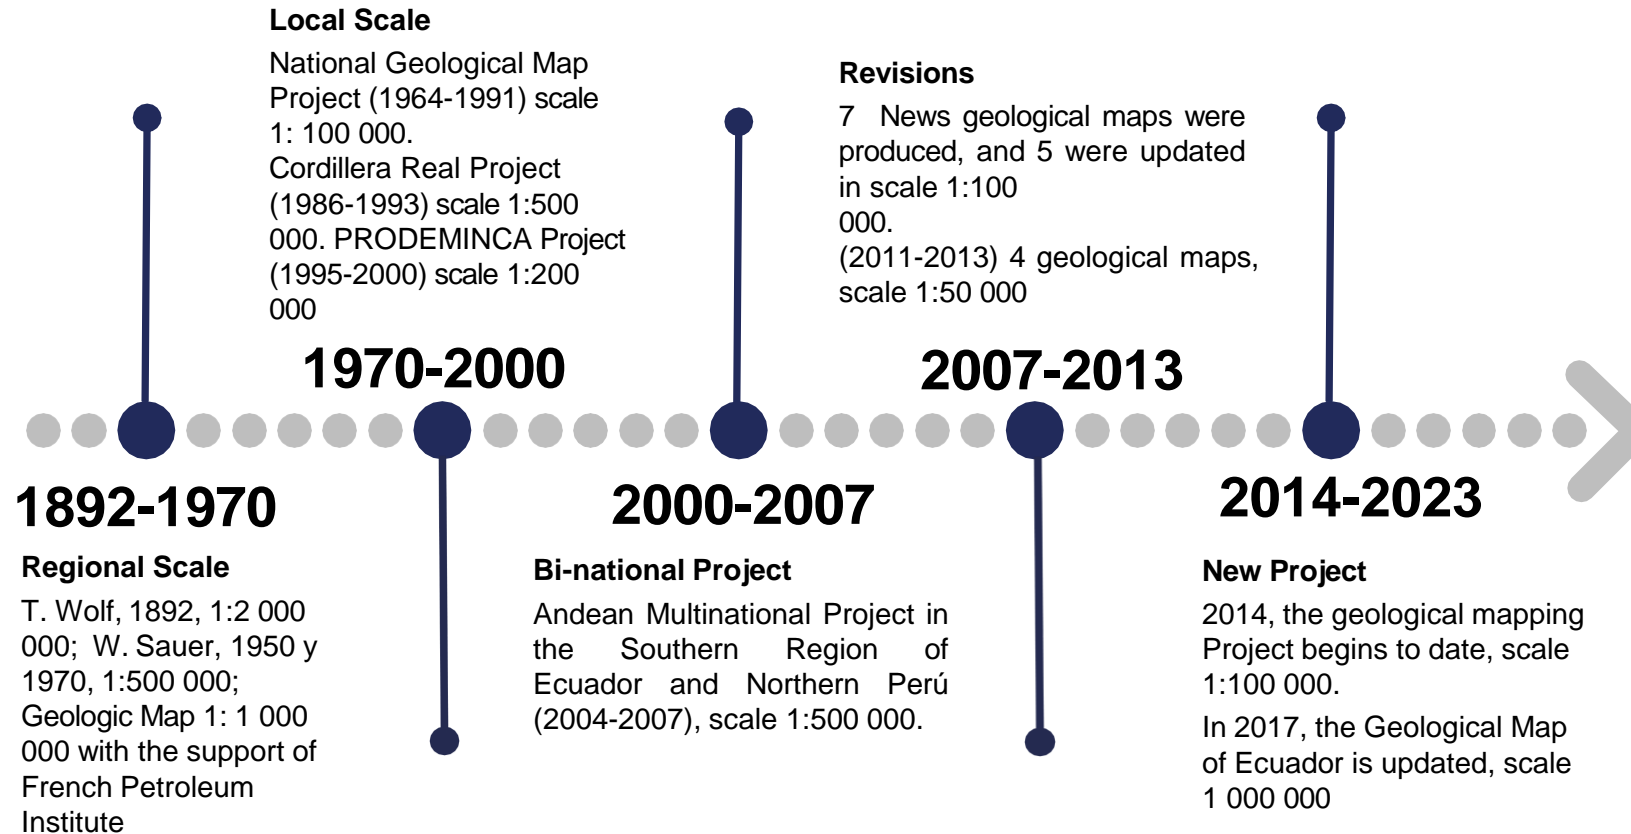 Local Scale
National Geological Map
Project (1964-1991) scale
1: 100 000.
Cordillera Real Project
(1986-1993) scale 1:500
000. PRODEMINCA Project
(1995-2000) scale 1:200
000
1970-2000
Revisions
7 News geological maps were
produced, and 5 were updated
in scale 1:100
000.
(2011-2013) 4 geological maps,
scale 1:50 000
2007-2013
1892-1970
Regional Scale
T. Wolf, 1892, 1:2 000
000; W. Sauer, 1950 y
1970, 1:500 000;
Geologic Map 1: 1 000
000 with the support of
French Petroleum
Institute
2000-2007
Bi-national Project
Andean Multinational Project in
the Southern Region of
Ecuador and Northern Perú
(2004-2007), scale 1:500 000.
2014-2023
New Project
2014, the geological mapping
Project begins to date, scale
1:100 000.
In 2017, the Geological Map
of Ecuador is updated, scale
1 000 000